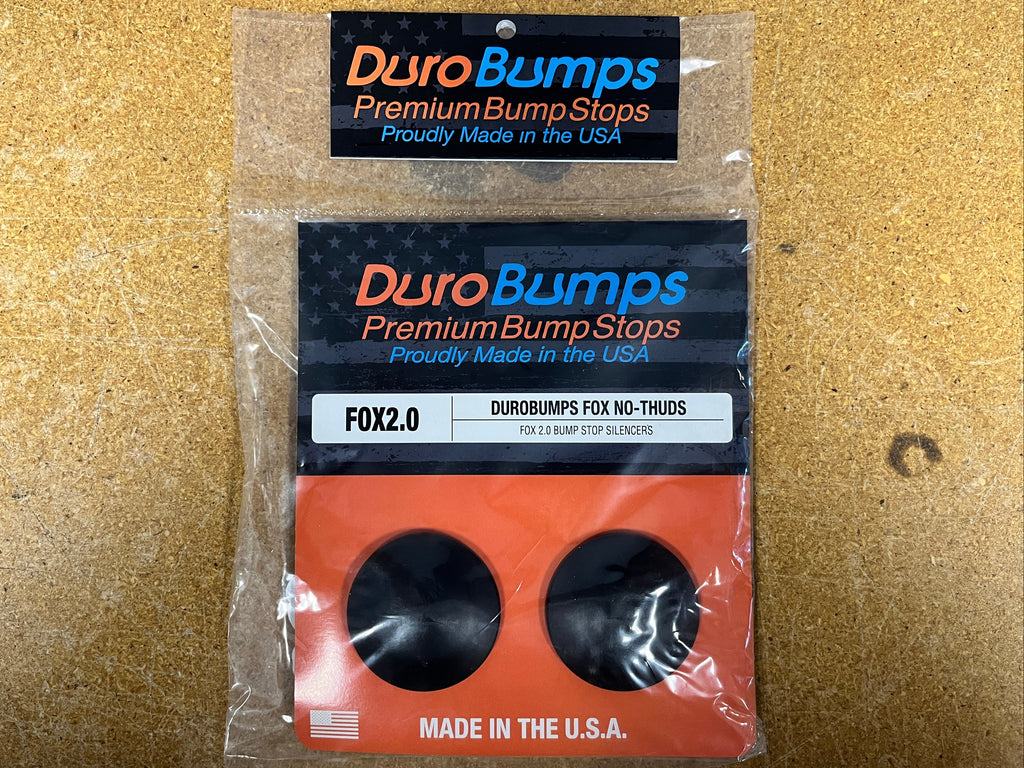 DuroBumps
Premium Bump Stops
Proudly Made in the USA
DuroBumps
Premium Bump Stops
Proudly Made in the USA
FOX2.0
DUROBUMPS FOX NO-THUDS
FOX 2.0 BUMP STOP SILENCERS
MADE IN THE U.S.A.